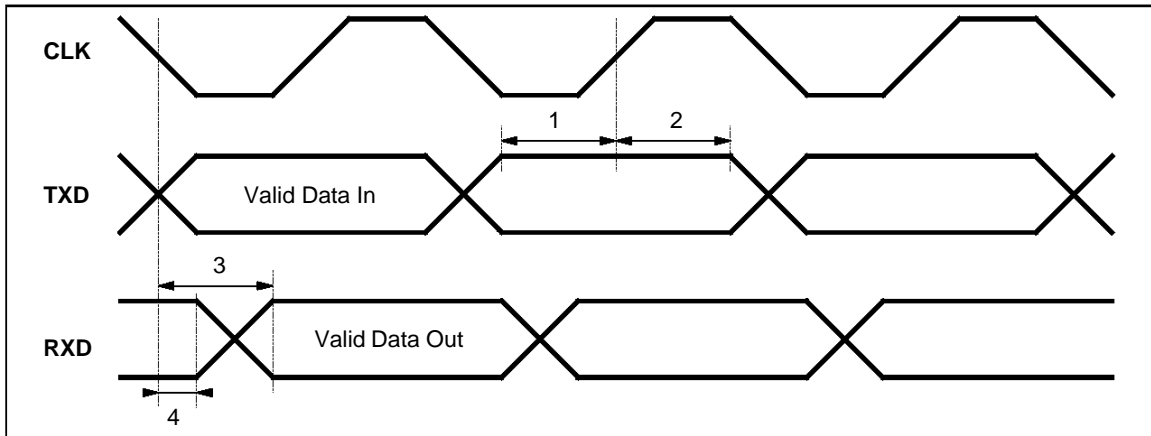 CLK
1
2
TXD
Valid Data In
3
RXD
Valid Data Out
4